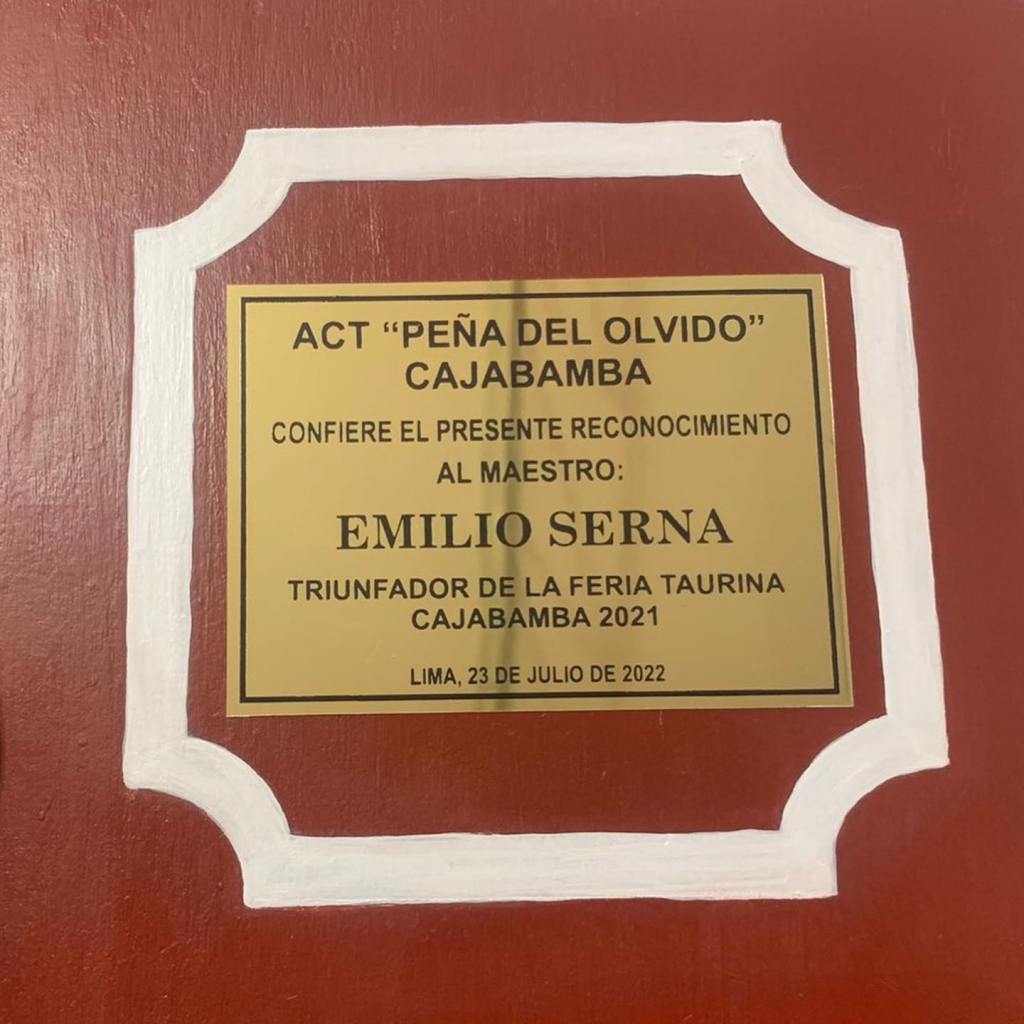 ACT “PEÑA DEL OLVIDO”
CAJABAMBA
CONFIERE EL PRESENTE RECONOCIMIENTO
AL MAESTRO:
EMILIO SERNA
TRIUNFADOR DE LA FERIA TAURINA
CAJABAMBA 2021
LIMA, 23 DE JULIO DE 2022